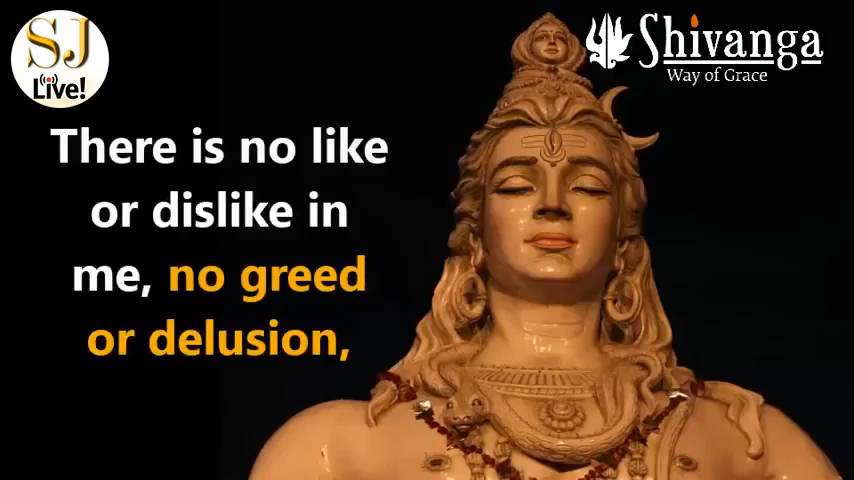 SJ
Live!
Shivanga
Way of Grace
There is no like
or dislike in
me, no greed
or delusion,